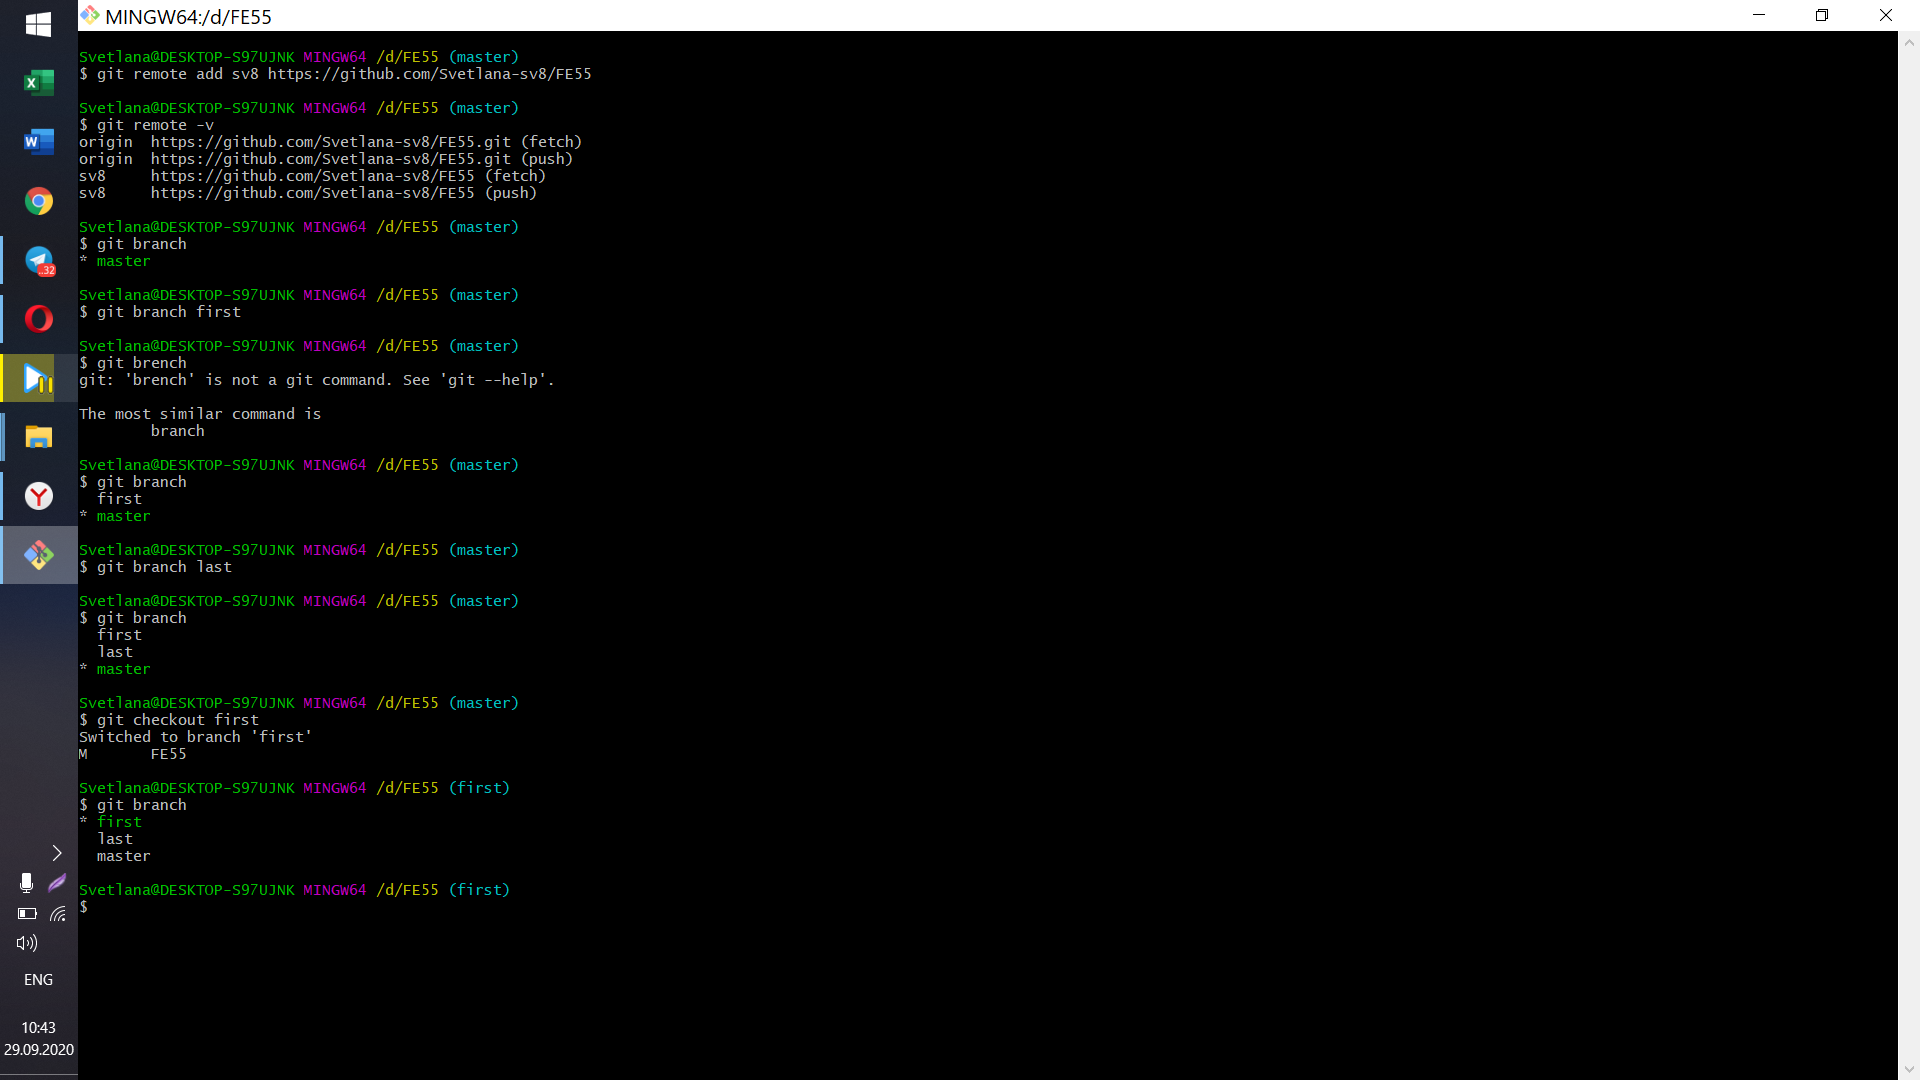 MINGW64:/d/FE55
Svetlana@DESKTOP-S97UJNK MINGW64 /d/FE55 (master)
$ git remote add sv8 https://github.com/Svetlana-sv8/FE55
Svetlana@DESKTOP-S97UJNK MINGW64 /d/FE55 (master)
$ git remote -v
origin  https://github.com/Svetlana-sv8/FE55.git (fetch)
origin  https://github.com/Svetlana-sv8/FE55.git (push)
sv8     https://github.com/Svetlana-sv8/FE55 (fetch)
sv8     https://github.com/Svetlana-sv8/FE55 (push)
Svetlana@DESKTOP-S97UJNK MINGW64 /d/FE55 (master)
$ git branch
* master
Svetlana@DESKTOP-S97UJNK MINGW64 /d/FE55 (master)
$ git branch first
Svetlana@DESKTOP-S97UJNK MINGW64 /d/FE55 (master)
$ git brench
git: 'brench' is not a git command. See 'git --help'.
The most similar command is
        branch
Svetlana@DESKTOP-S97UJNK MINGW64 /d/FE55 (master)
$ git branch
  first
* master
Svetlana@DESKTOP-S97UJNK MINGW64 /d/FE55 (master)
$ git branch last
Svetlana@DESKTOP-S97UJNK MINGW64 /d/FE55 (master)
$ git branch
  first
  last
* master
Svetlana@DESKTOP-S97UJNK MINGW64 /d/FE55 (master)
$ git checkout first
Switched to branch 'first'
M       FE55
Svetlana@DESKTOP-S97UJNK MINGW64 /d/FE55 (first)
$ git branch
* first
  last
  master
Svetlana@DESKTOP-S97UJNK MINGW64 /d/FE55 (first)
$
X
W
..32
ENG
10:43
29.09.2020